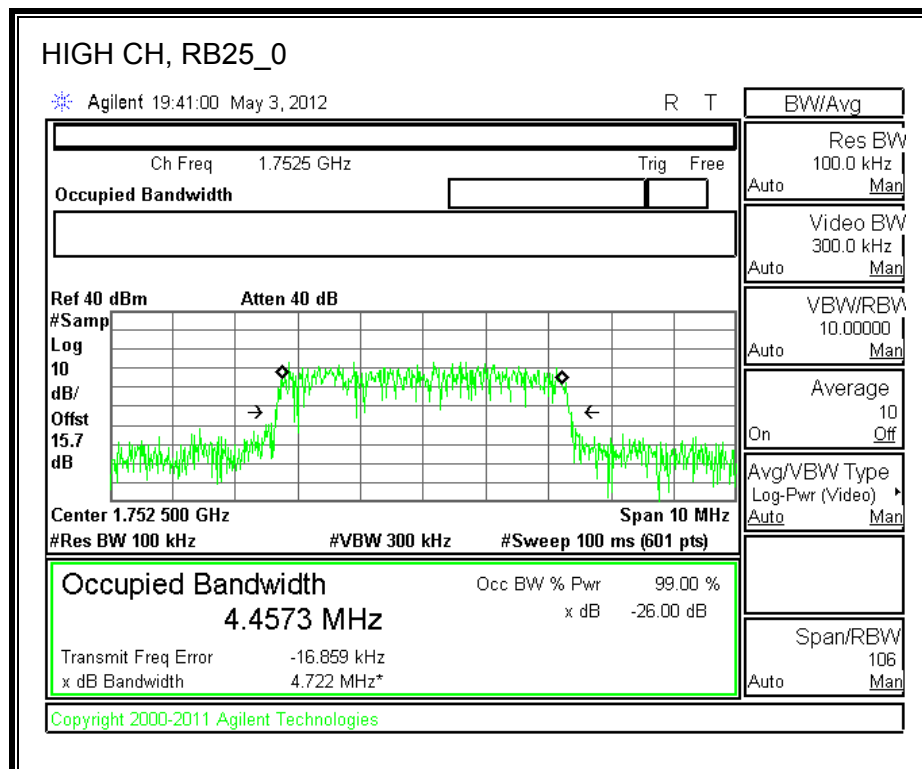 HIGH CH, RB25_0
Agilent 19:41:00 May 3, 2012 R T
Ch Freq 1.7525 GHz Trig Free
Occupied Bandwidth
Ref 40 dBm Atten 40 dB
#Samp
Log
10
dB/
Offst
15.7
dB
Center 1.752 500 GHz Span 10 MHz
#Res BW 100 kHz #VBW 300 kHz #Sweep 100 ms (601 pts)
Occupied Bandwidth Occ BW % Pwr 99.00 %
4.4573 MHz x dB -26.00 dB
Transmit Freq Error -16.859 kHz
x dB Bandwidth 4.722 MHz*
Copyright 2000-2011 Agilent Technologies
BW/Avg
Res BW
100.0 kHz
Auto Man
Video BW
300.0 kHz
Auto Man
VBW/RBW
10.00000
Auto Man
Average
10
On Off
Avg/VBW Type
Log-Pwr (Video)
Auto Man
Span/RBW
106
Auto Man